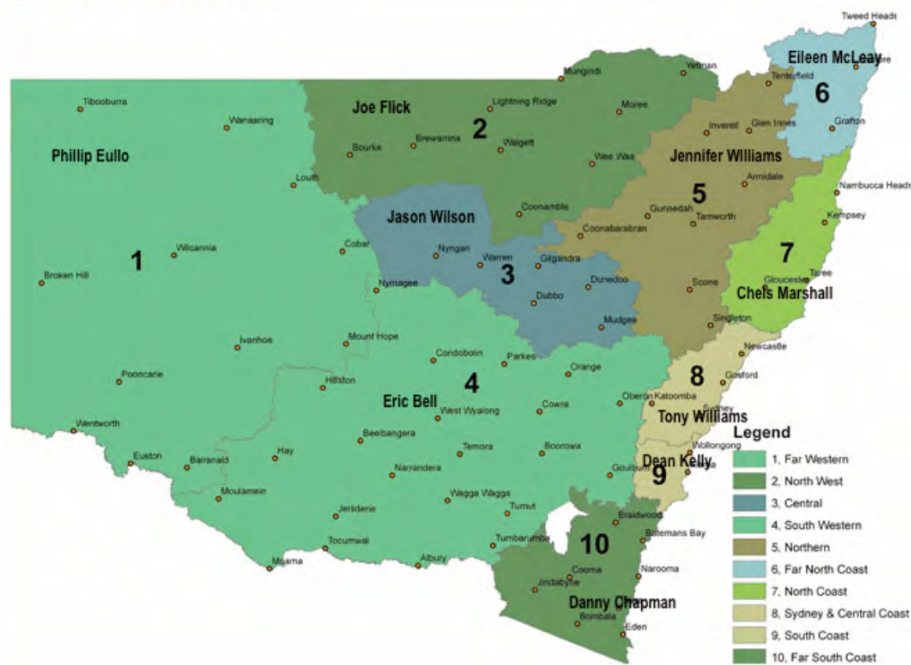 Tweed Heads
Eileen McLeay
Tenterfield
6
Grafton
Yetman
Mungindi
Tibooburra
Joe Flick
Lightning Ridge
Moree
2
Wanaaring
Inverell
Glen Innes
Phillip Eullo
Bourke
Brewarrina
Walgett
Wee Waa
Jennifer WIlliams
Armidale
Louth
5
Nambucca Heads
Jason Wilson
Coonamble
Gunnedah
Tamworth
Kempsey
Coonabarabran
Cobar
Nyngan
Warren
Gilgandra
7
1
Wilcannia
3
Broken Hill
Nymagee
Dunedoo
Scone
Gloucester
Taree
Chels Marshall
Dubbo
Mudgee
Singleton
Ivanhoe
Mount Hope
Newcastle
Condobolin
Parkes
Orange
8
Gosford
Pooncarie
Hillston
4
Eric Bell
Oberon
Katoomba
West Wyalong
Cowra
Sydney
Tony Williams
Wentworth
Beelbangera
Euston
Balranald
Hay
Temora
Boorowa
Wollongong
Dean Kelly
Narrandera
Goulburn
9
Moulamein
Wagga Wagga
Jerilderie
Tumut
Braidwood
Batemans Bay
Tocumwal
Tumbarumba
10
Moama
Albury
Cooma
Narooma
Jindabyne
Danny Chapman
Bombala
Eden
Legend
1, Far Western
2, North West
3, Central
4, South Western
5, Northern
6, Far North Coast
7, North Coast
8, Sydney & Central Coast
9, South Coast
10, Far South Coast